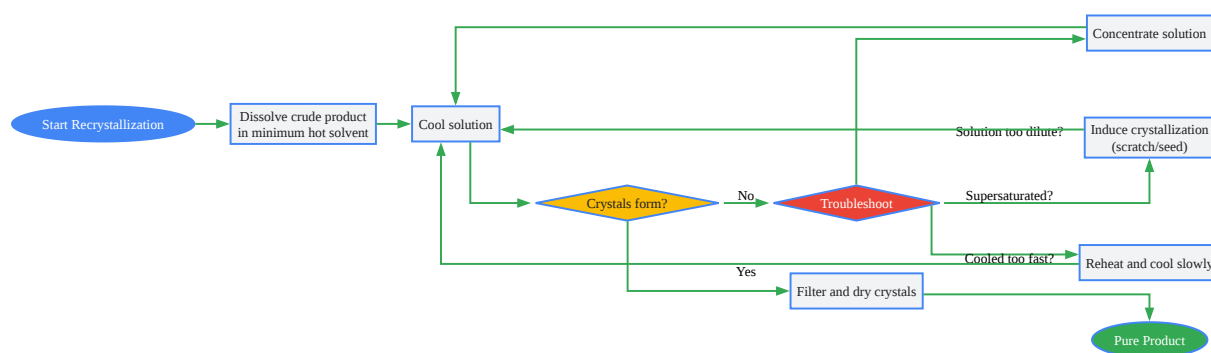 Concentrate solution
Start Recrystallization
Dissolve crude product
in minimum hot solvent
Cool solution
Solution too dilute?
Induce crystallization
(scratch/seed)
Crystals form?
No
Troubleshoot
Supersaturated?
Cooled too fast?
Reheat and cool slowly
Yes
Filter and dry crystals
Pure Product